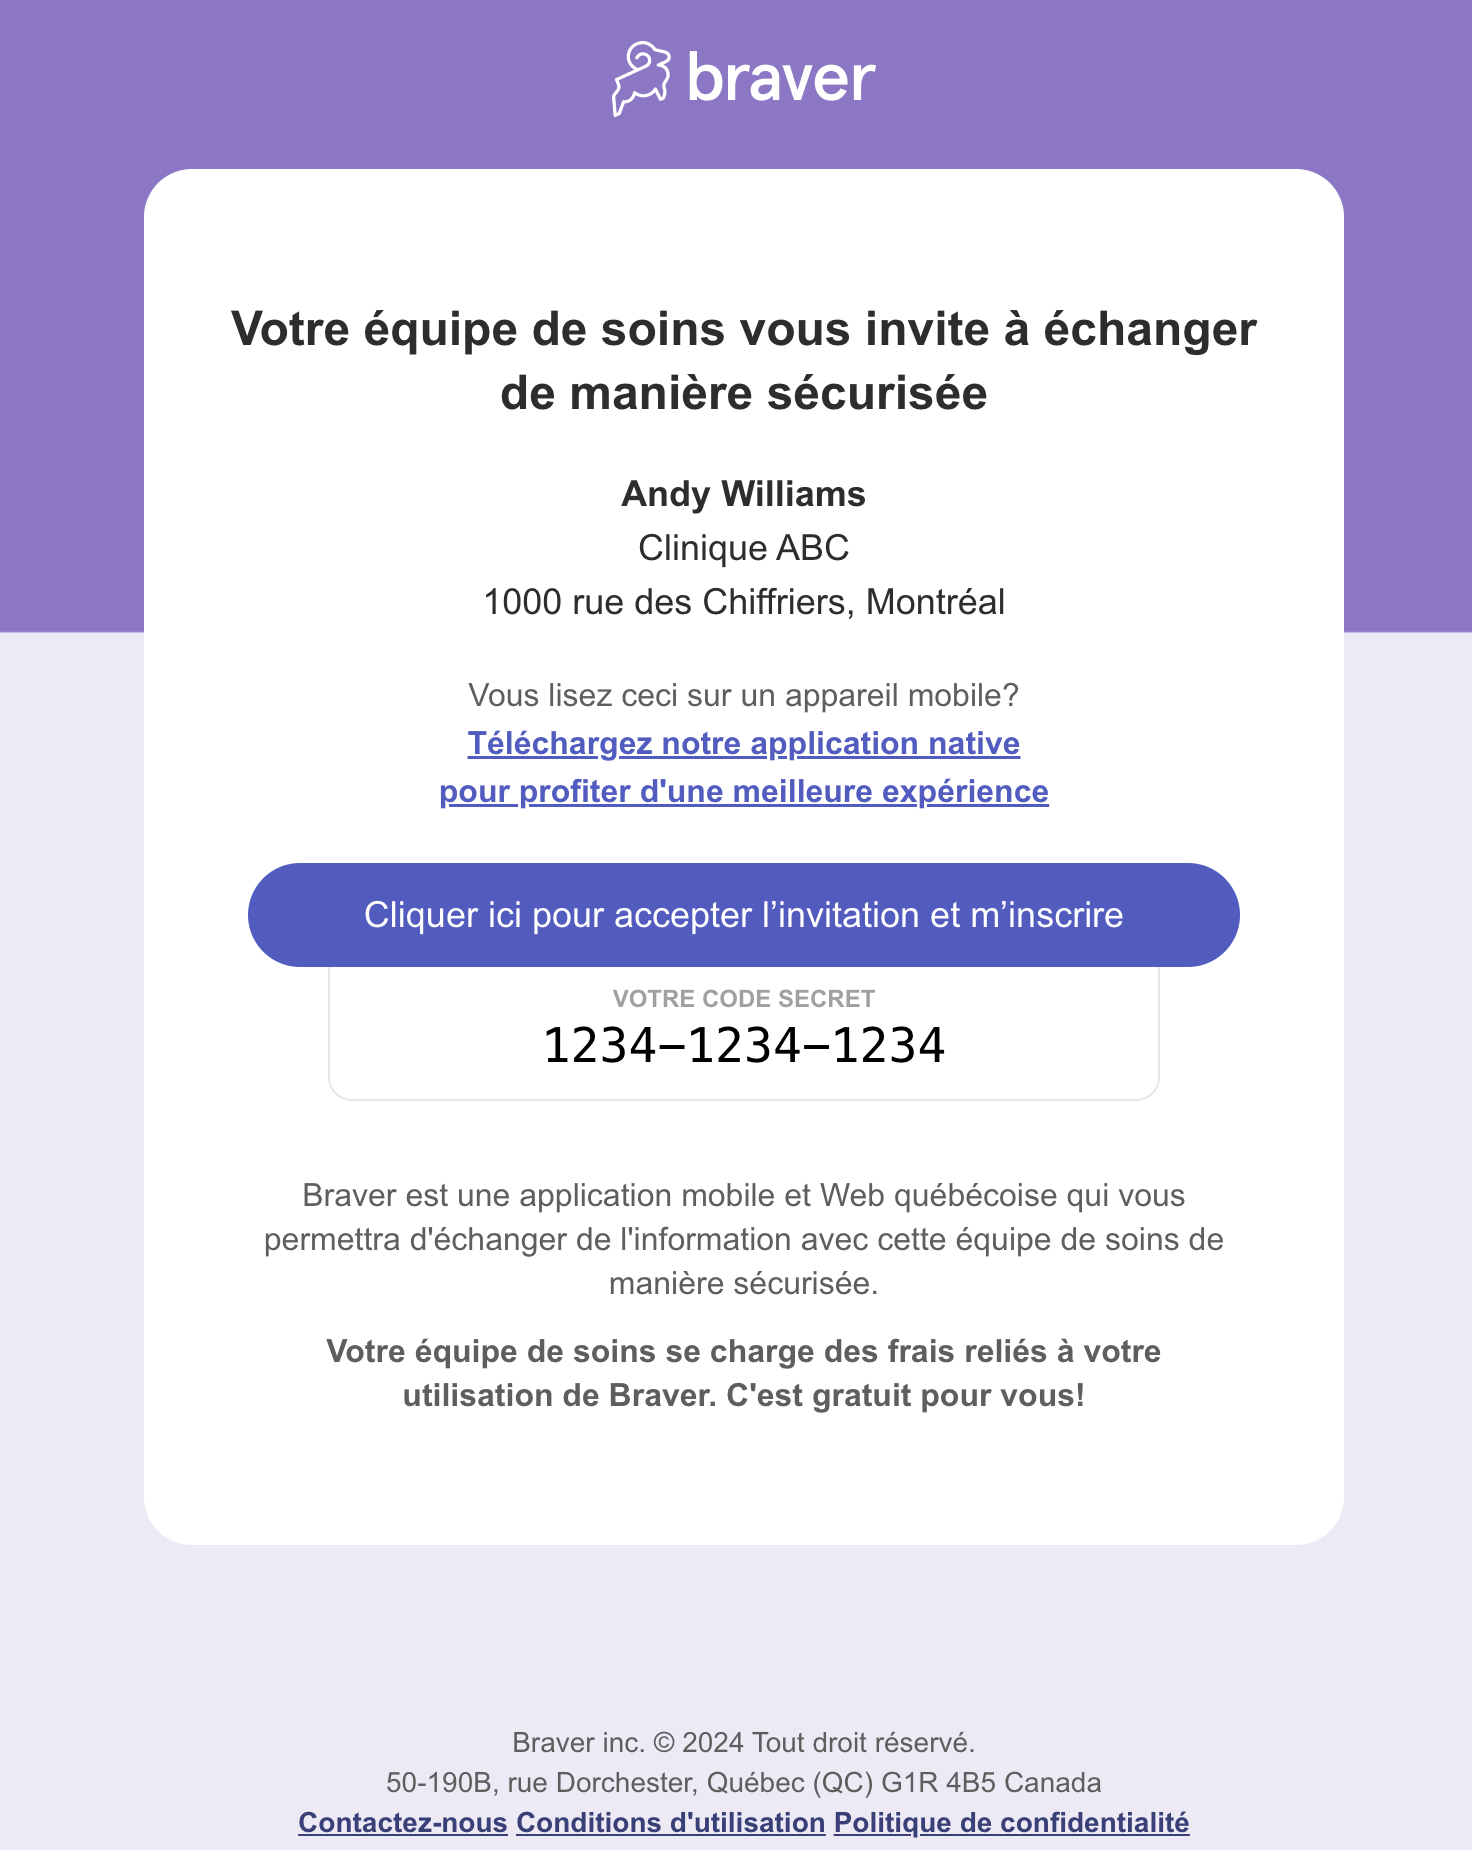 braver
Votre équipe de soins vous invite à échanger
de manière sécurisée
Andy Williams
Clinique ABC
1000 rue des Chiffriers, Montréal
Vous lisez ceci sur un appareil mobile?
Téléchargez notre application native
pour profiter d'une meilleure expérience
Cliquer ici pour accepter l’invitation et m’inscrire
VOTRE CODE SECRET
1234–1234–1234
Braver est une application mobile et Web québécoise qui vous
permettra d'échanger de l'information avec cette équipe de soins de
manière sécurisée.
Votre équipe de soins se charge des frais reliés à votre
utilisation de Braver. C'est gratuit pour vous!
Braver inc. © 2024 Tout droit réservé.
50-190B, rue Dorchester, Québec (QC) G1R 4B5 Canada
Contactez-nous Conditions d'utilisation Politique de confidentialité